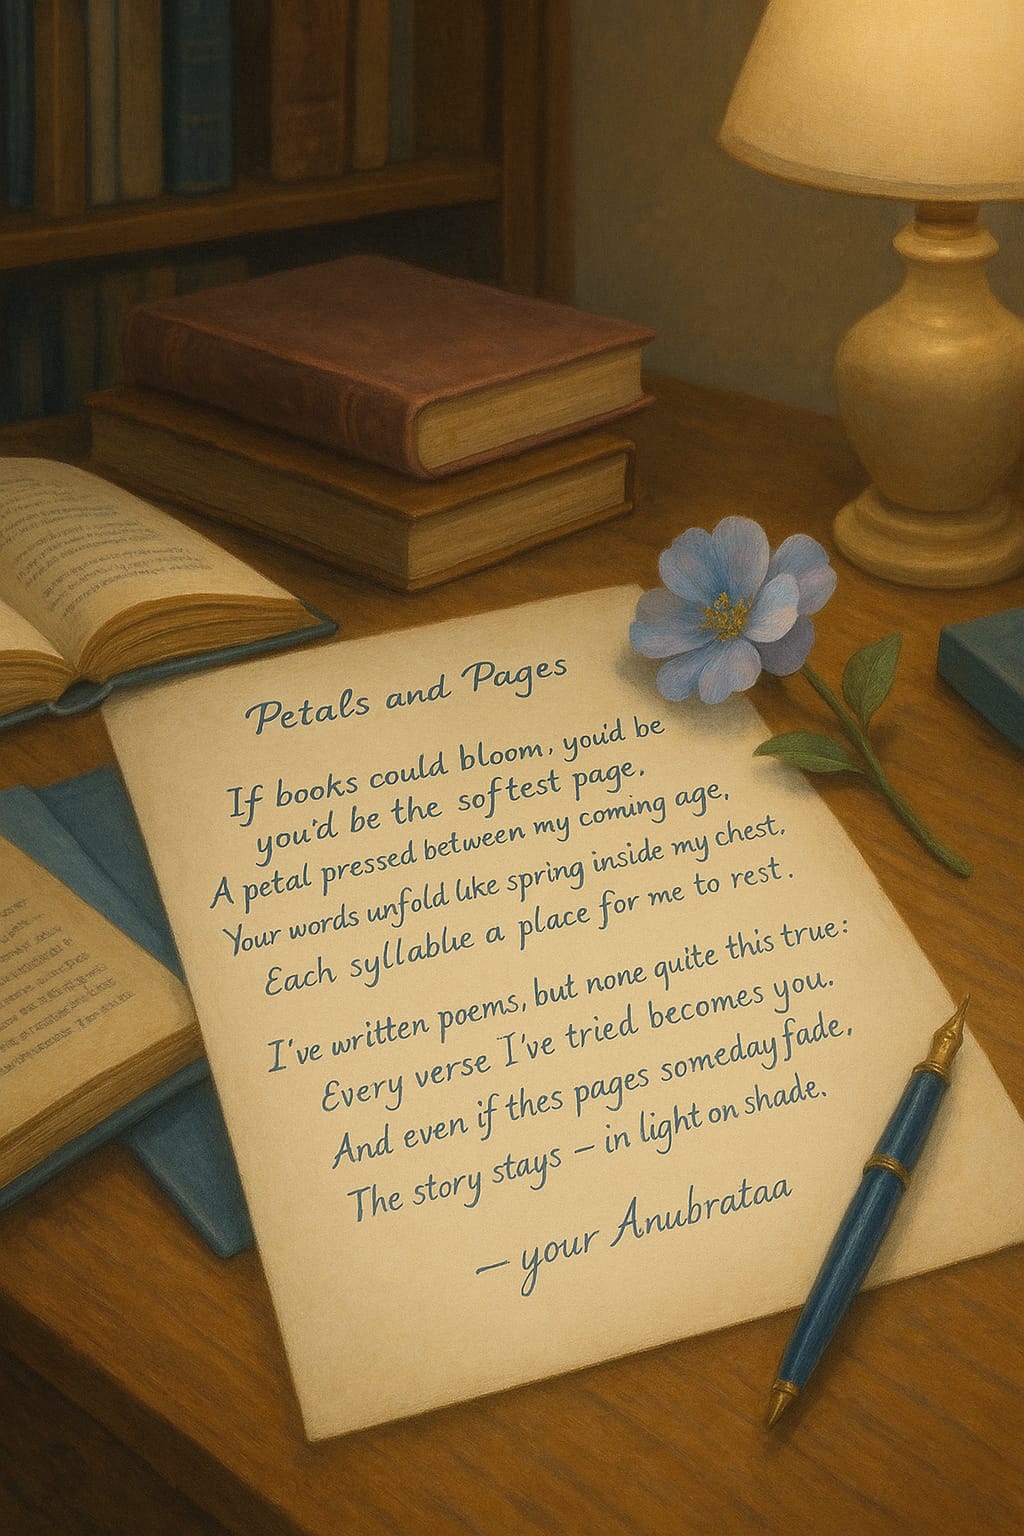 Petals and Pages
If books could bloom, you'd be
you'd be the softest page.
A petal pressed between my coming age,
Your words unfold like spring inside my chest,
Each syllablue a place for me to rest.
I've written poems, but none quite this true:
Every verse I've tried becomes you.
And even if thes pages someday fade,
The story stays – in light on shade.
– your Anubrataa